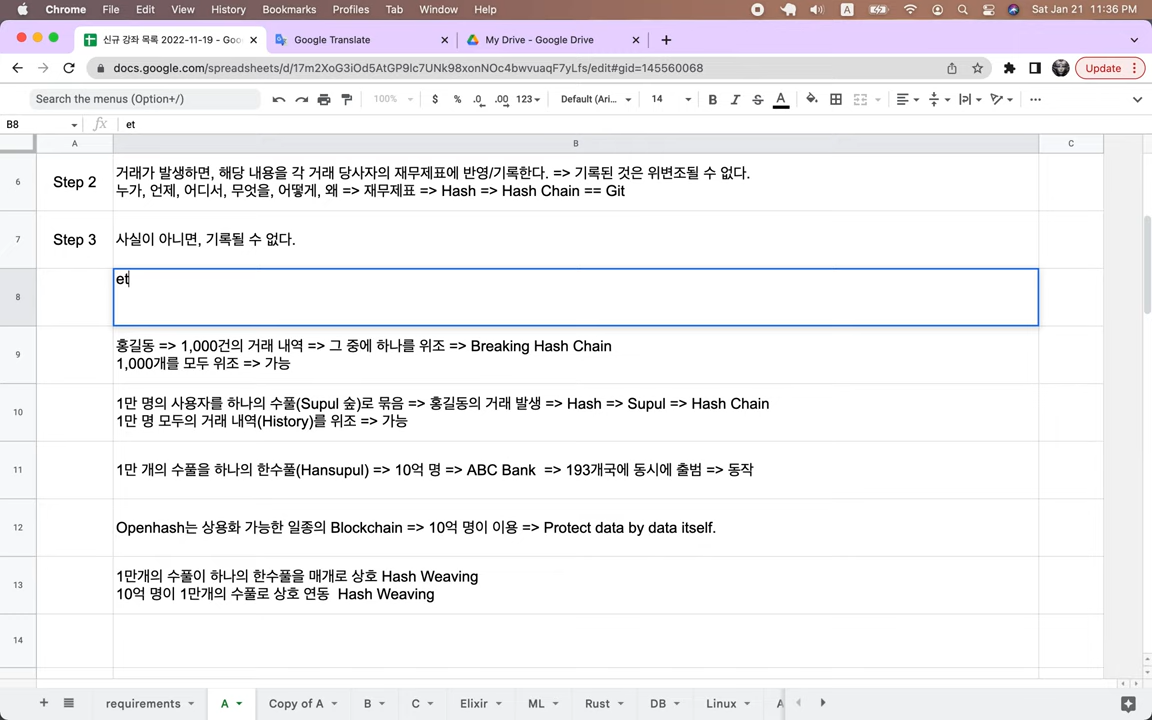 Chrome File Edit View History Bookmarks Profiles Tab Window Help A Sat Jan 21 11:36 PM
신규 강좌 목록 2022-11-19 - Goo Google Translate My Drive - Google Drive
docs.google.com/spreadsheets/d/17m2XoG3iOd5AtGP9lc7UNk98xonNOc4bwvuaqF7yLfs/edit#gid=145560068 Update
Search the menus (Option+/) 100% $ % .0 .00 123 Default (Ari... 14 B I S A
B8 fx et
A B C
6 Step 2 거래가 발생하면, 해당 내용을 각 거래 당사자의 재무제표에 반영/기록한다. => 기록된 것은 위변조될 수 없다.
누가, 언제, 어디서, 무엇을, 어떻게, 왜 => 재무제표 => Hash => Hash Chain == Git
7 Step 3 사실이 아니면, 기록될 수 없다.
8 et
9 홍길동 => 1,000건의 거래 내역 => 그 중에 하나를 위조 => Breaking Hash Chain
1,000개를 모두 위조 => 가능
10 1만 명의 사용자를 하나의 수풀(Supul 숲)로 묶음 => 홍길동의 거래 발생 => Hash => Supul => Hash Chain
1만 명 모두의 거래 내역(History)를 위조 => 가능
11 1만 개의 수풀을 하나의 한수풀(Hansupul) => 10억 명 => ABC Bank => 193개국에 동시에 출범 => 동작
12 Openhash는 상용화 가능한 일종의 Blockchain => 10억 명이 이용 => Protect data by data itself.
13 1만개의 수풀이 하나의 한수풀을 매개로 상호 Hash Weaving
10억 명이 1만개의 수풀로 상호 연동 Hash Weaving
14
requirements A Copy of A B C Elixir ML Rust DB Linux